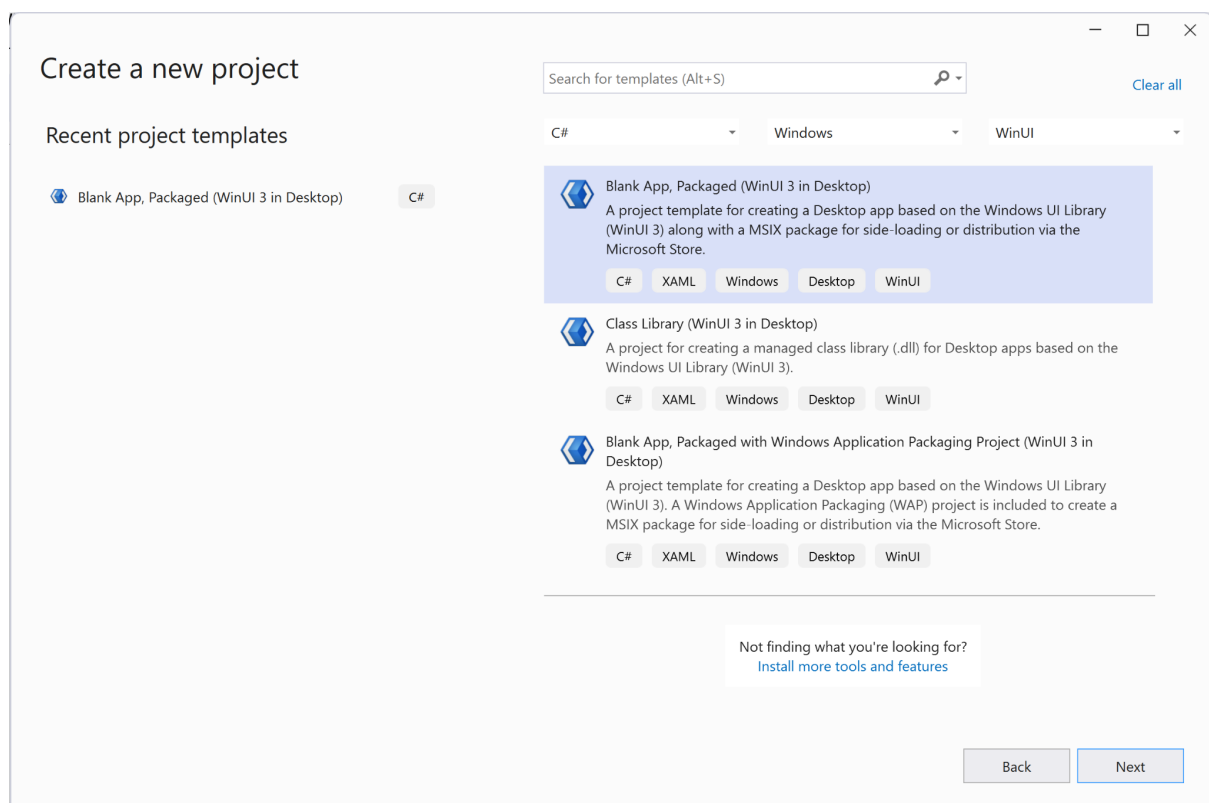 Create a new project
Search for templates (Alt+S)
Clear all
Recent project templates
C#
Windows
WinUI
Blank App, Packaged (WinUI 3 in Desktop)
C#
Blank App, Packaged (WinUI 3 in Desktop)
A project template for creating a Desktop app based on the Windows UI Library
(WinUI 3) along with a MSIX package for side-loading or distribution via the
Microsoft Store.
C# XAML Windows Desktop WinUI
Class Library (WinUI 3 in Desktop)
A project for creating a managed class library (.dll) for Desktop apps based on the
Windows UI Library (WinUI 3).
C# XAML Windows Desktop WinUI
Blank App, Packaged with Windows Application Packaging Project (WinUI 3 in
Desktop)
A project template for creating a Desktop app based on the Windows UI Library
(WinUI 3). A Windows Application Packaging (WAP) project is included to create a
MSIX package for side-loading or distribution via the Microsoft Store.
C# XAML Windows Desktop WinUI
Not finding what you're looking for?
Install more tools and features
Back
Next